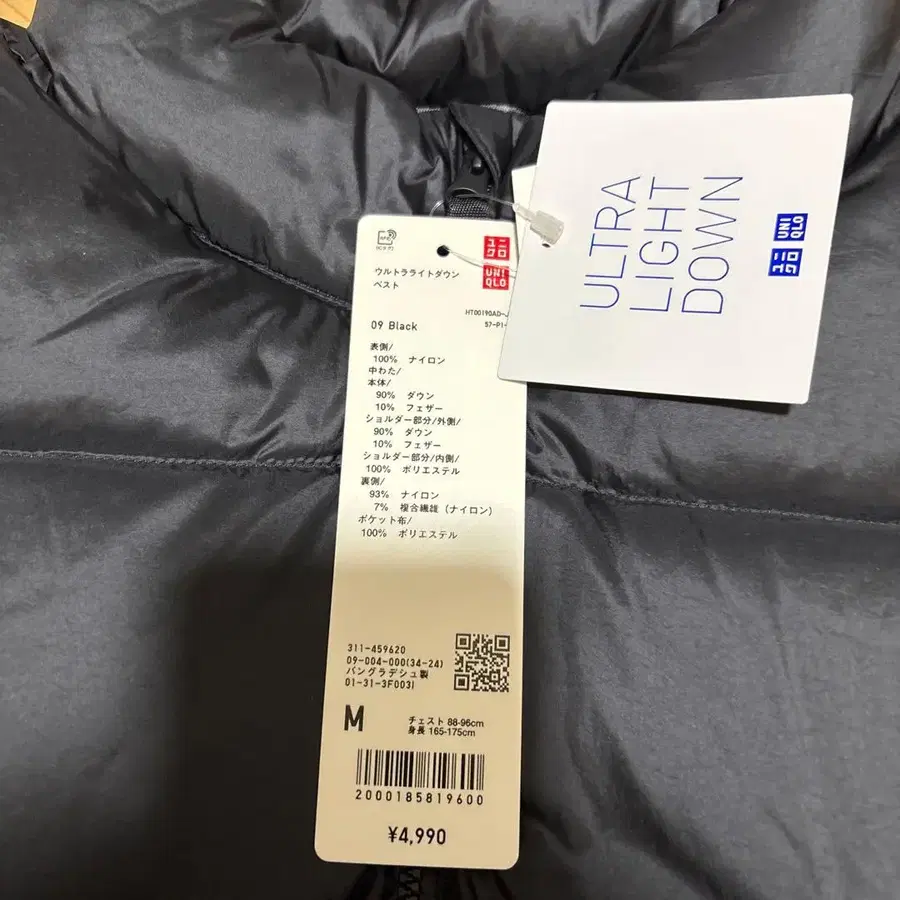 ULTRA
LIGHT
DOWN
UNI
QLO
ユニ
クロ
ユニ
クロ
UNI
QLO
ウルトラライトダウン
ベスト
HT00190AD-J
57-P1-
09 Black
表側/
100% ナイロン
中わた/
本体/
90% ダウン
10% フェザー
ショルダー部分/外側/
90% ダウン
10% フェザー
ショルダー部分/内側/
100% ポリエステル
裏側/
93% ナイロン
7% 複合繊維 (ナイロン)
ポケット布/
100% ポリエステル
311-459620
09-004-000(34-24)
バングラデシュ製
01-31-3F003I
M
チェスト 88-96cm
身長 165-175cm
2000185819600
¥4,990